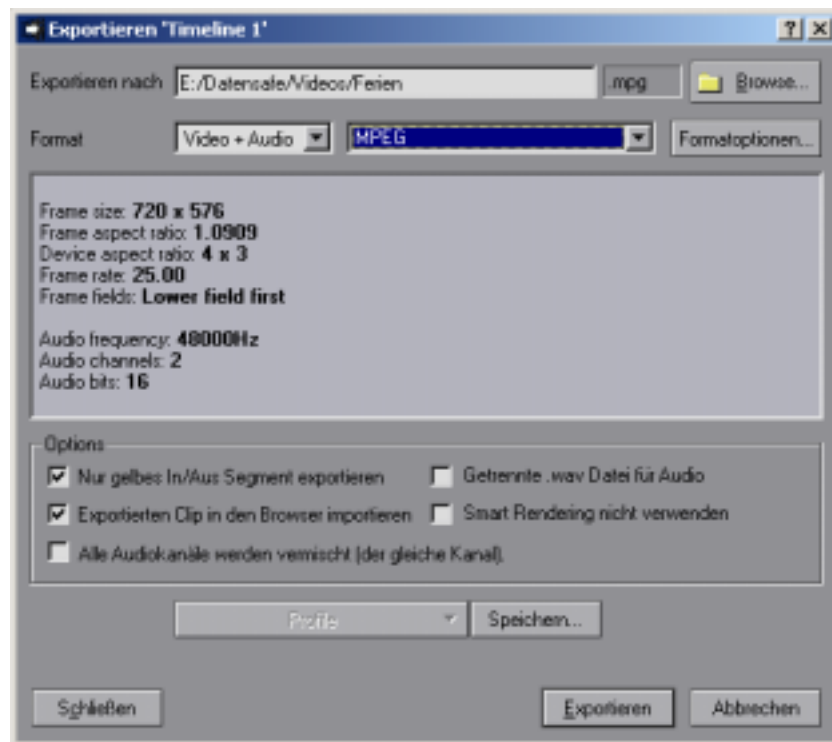 Exportieren 'Timeline 1'
Exportieren nach E:/Datensafe/Videos/Ferien .mpg Browse...
Format Video + Audio MPEG Formatoptionen...
Frame size: 720 x 576
Frame aspect ratio: 1.0909
Device aspect ratio: 4 x 3
Frame rate: 25.00
Frame fields: Lower field first
Audio frequency: 48000Hz
Audio channels: 2
Audio bits: 16
Options
Nur gelbes In/Aus Segment exportieren Getrennte .wav Datei für Audio
Exportierten Clip in den Browser importieren Smart Rendering nicht verwenden
Alle Audiokanäle werden vermischt (der gleiche Kanal).
Profile Speichern...
Schließen Exportieren Abbrechen